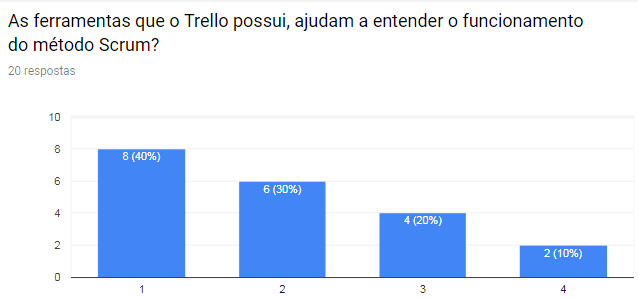 As ferramentas que o Trello possui, ajudam a entender o funcionamento
do método Scrum?
20 respostas
10
8
6
4
2
0
8 (40%)
6 (30%)
4 (20%)
2 (10%)
1 2 3 4